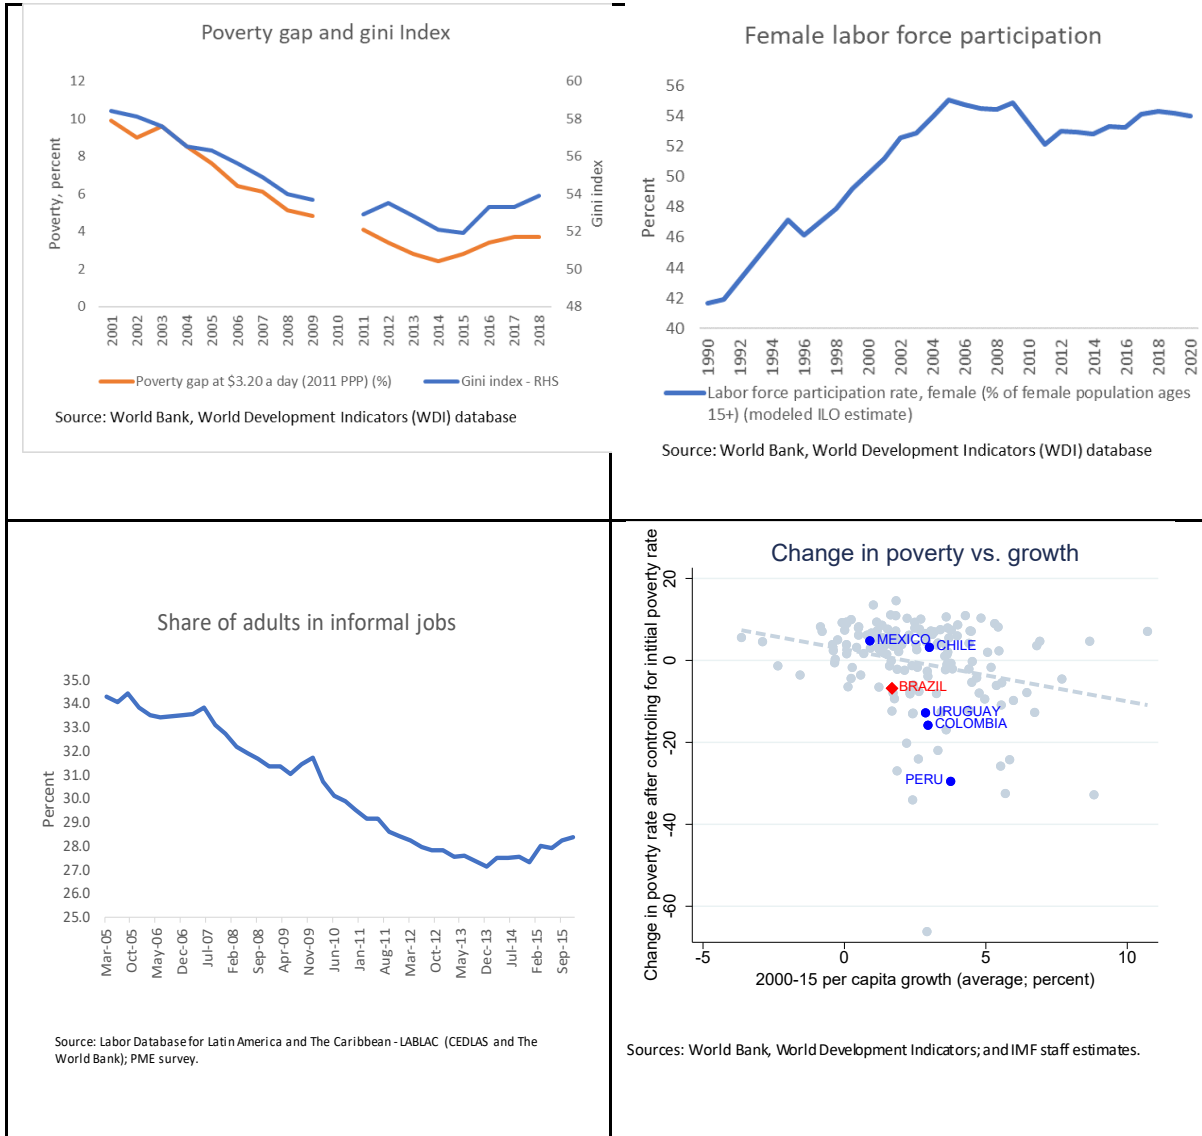 Poverty gap and gini Index
12
10
8
6
4
2
0
Poverty, percent
60
58
56
54
52
50
48
Gini index
2001
2002
2003
2004
2005
2006
2007
2008
2009
2010
2011
2012
2013
2014
2015
2016
2017
2018
Poverty gap at $3.20 a day (2011 PPP) (%)
Gini index - RHS
Source: World Bank, World Development Indicators (WDI) database
Female labor force participation
56
54
52
50
48
46
44
42
40
Percent
1990
1992
1994
1996
1998
2000
2002
2004
2006
2008
2010
2012
2014
2016
2018
2020
Labor force participation rate, female (% of female population ages
15+) (modeled ILO estimate)
Source: World Bank, World Development Indicators (WDI) database
Share of adults in informal jobs
35.0
34.0
33.0
32.0
31.0
30.0
29.0
28.0
27.0
26.0
25.0
Percent
Mar-05
Oct-05
May-06
Dec-06
Jul-07
Feb-08
Sep-08
Apr-09
Nov-09
Jun-10
Jan-11
Aug-11
Mar-12
Oct-12
May-13
Dec-13
Jul-14
Feb-15
Sep-15
Source: Labor Database for Latin America and The Caribbean - LABLAC (CEDLAS and The
World Bank); PME survey.
Change in poverty vs. growth
Change in poverty rate after controling for intitial poverty rate
20
0
-20
-40
-60
MEXICO
CHILE
BRAZIL
URUGUAY
COLOMBIA
PERU
-5
0
5
10
2000-15 per capita growth (average; percent)
Sources: World Bank, World Development Indicators; and IMF staff estimates.